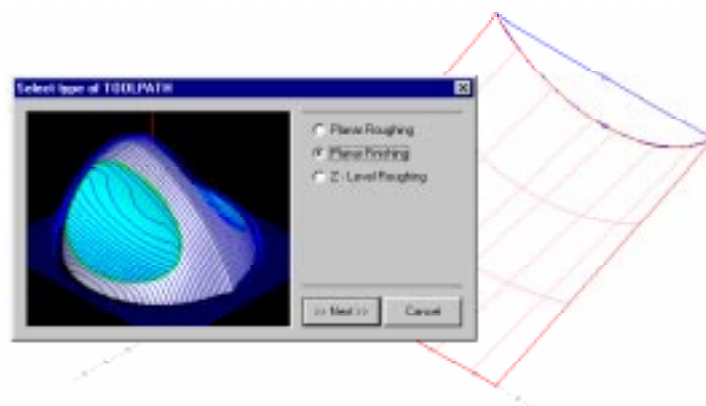 Select type of TOOLPATH
Planar Roughing
Planar Finishing
Z - Level Roughing
>> Next >>
Cancel